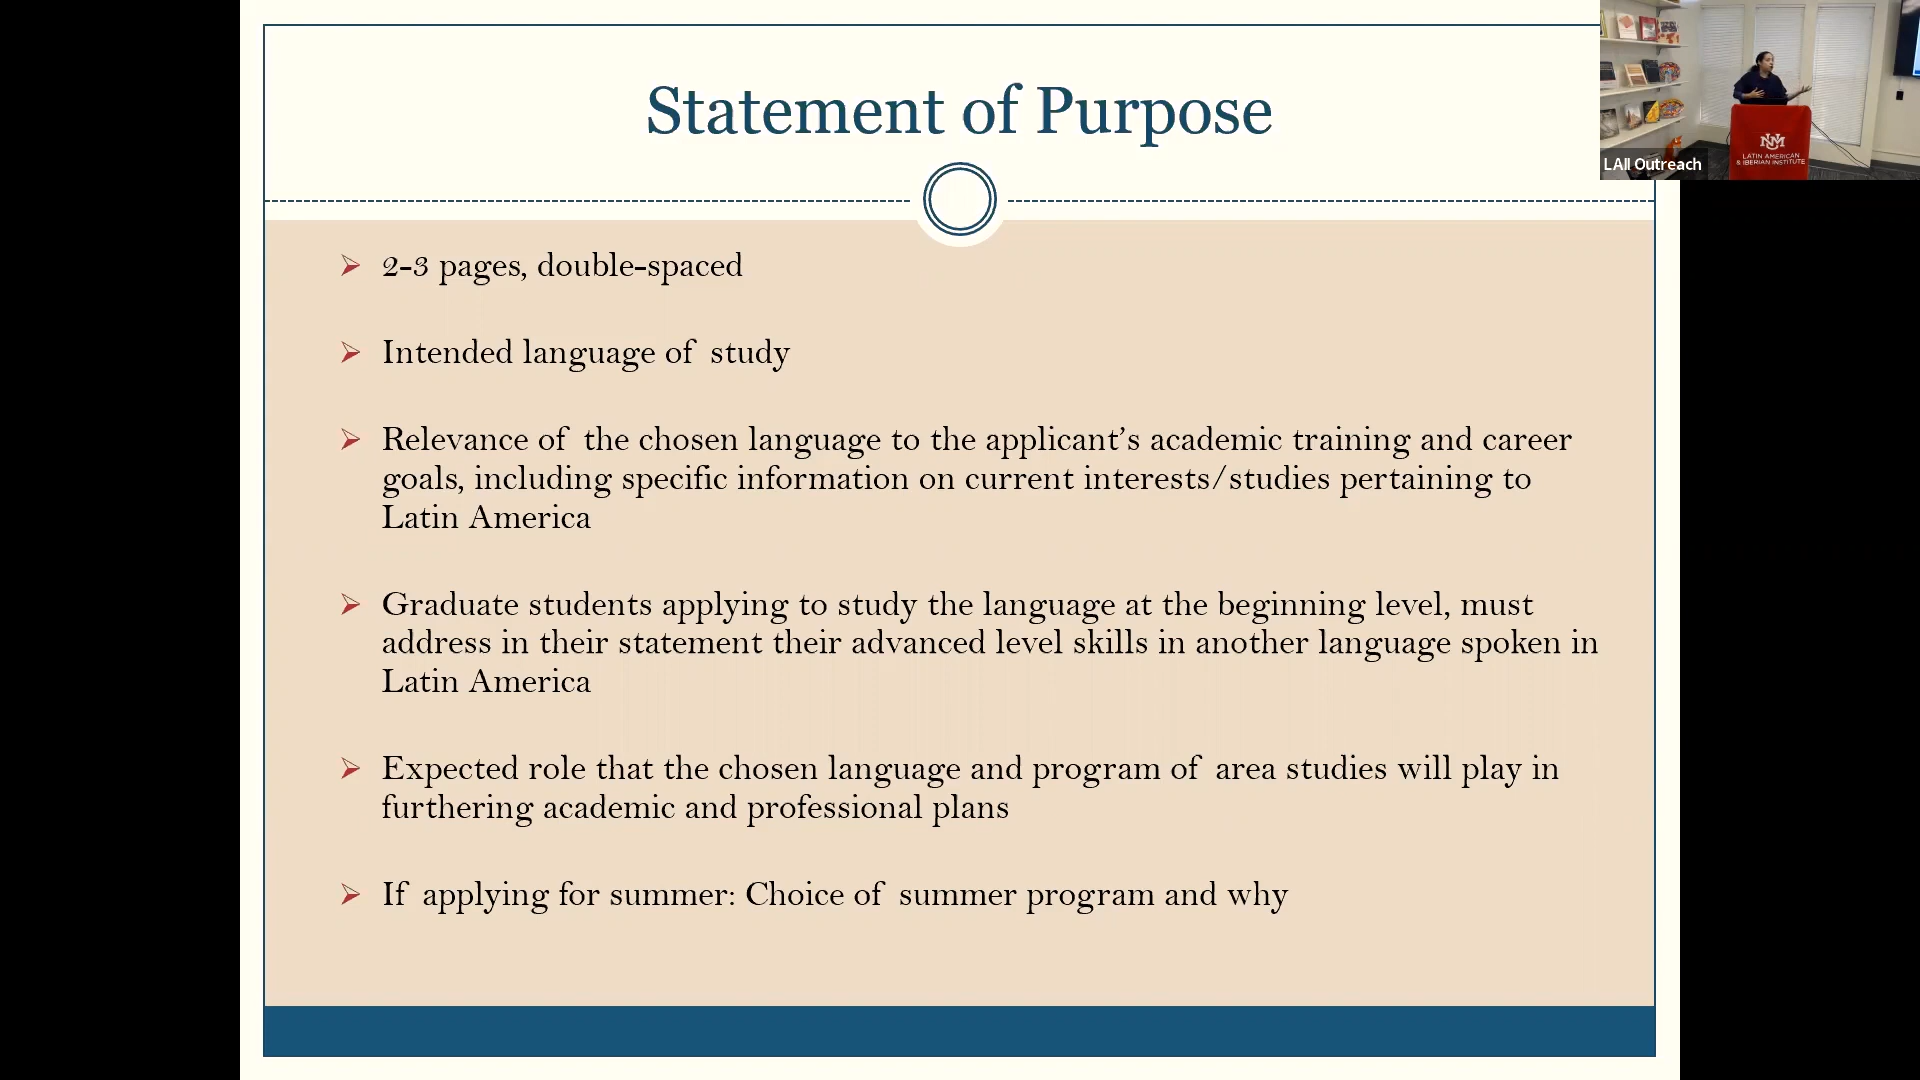 Statement of Purpose
2-3 pages, double-spaced
Intended language of study
Relevance of the chosen language to the applicant’s academic training and career
goals, including specific information on current interests/studies pertaining to
Latin America
Graduate students applying to study the language at the beginning level, must
address in their statement their advanced level skills in another language spoken in
Latin America
Expected role that the chosen language and program of area studies will play in
furthering academic and professional plans
If applying for summer: Choice of summer program and why
LAII Outreach
UNM
LATIN AMERICAN
& IBERIAN INSTITUTE